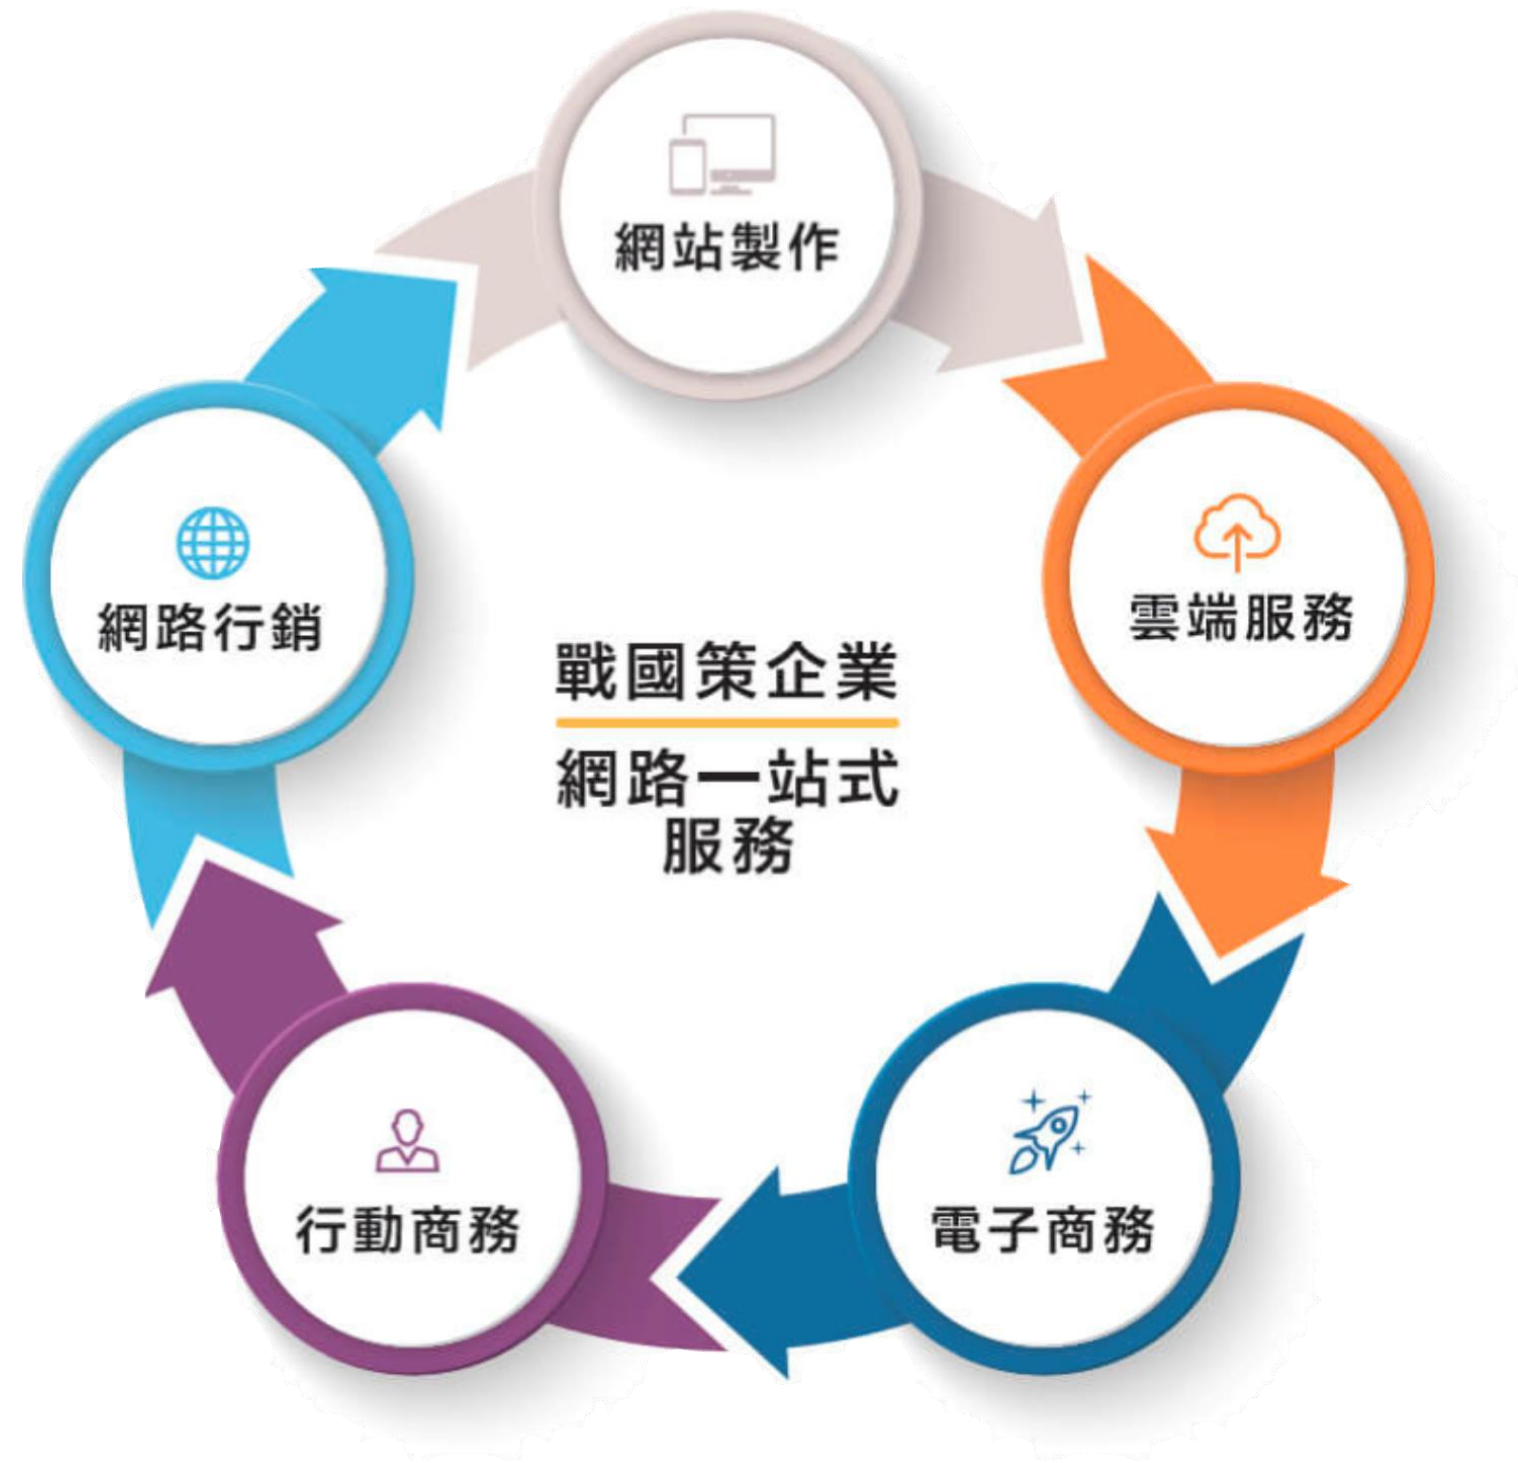 網站製作
雲端服務
電子商務
行動商務
網路行銷
戰國策企業
網路一站式
服務